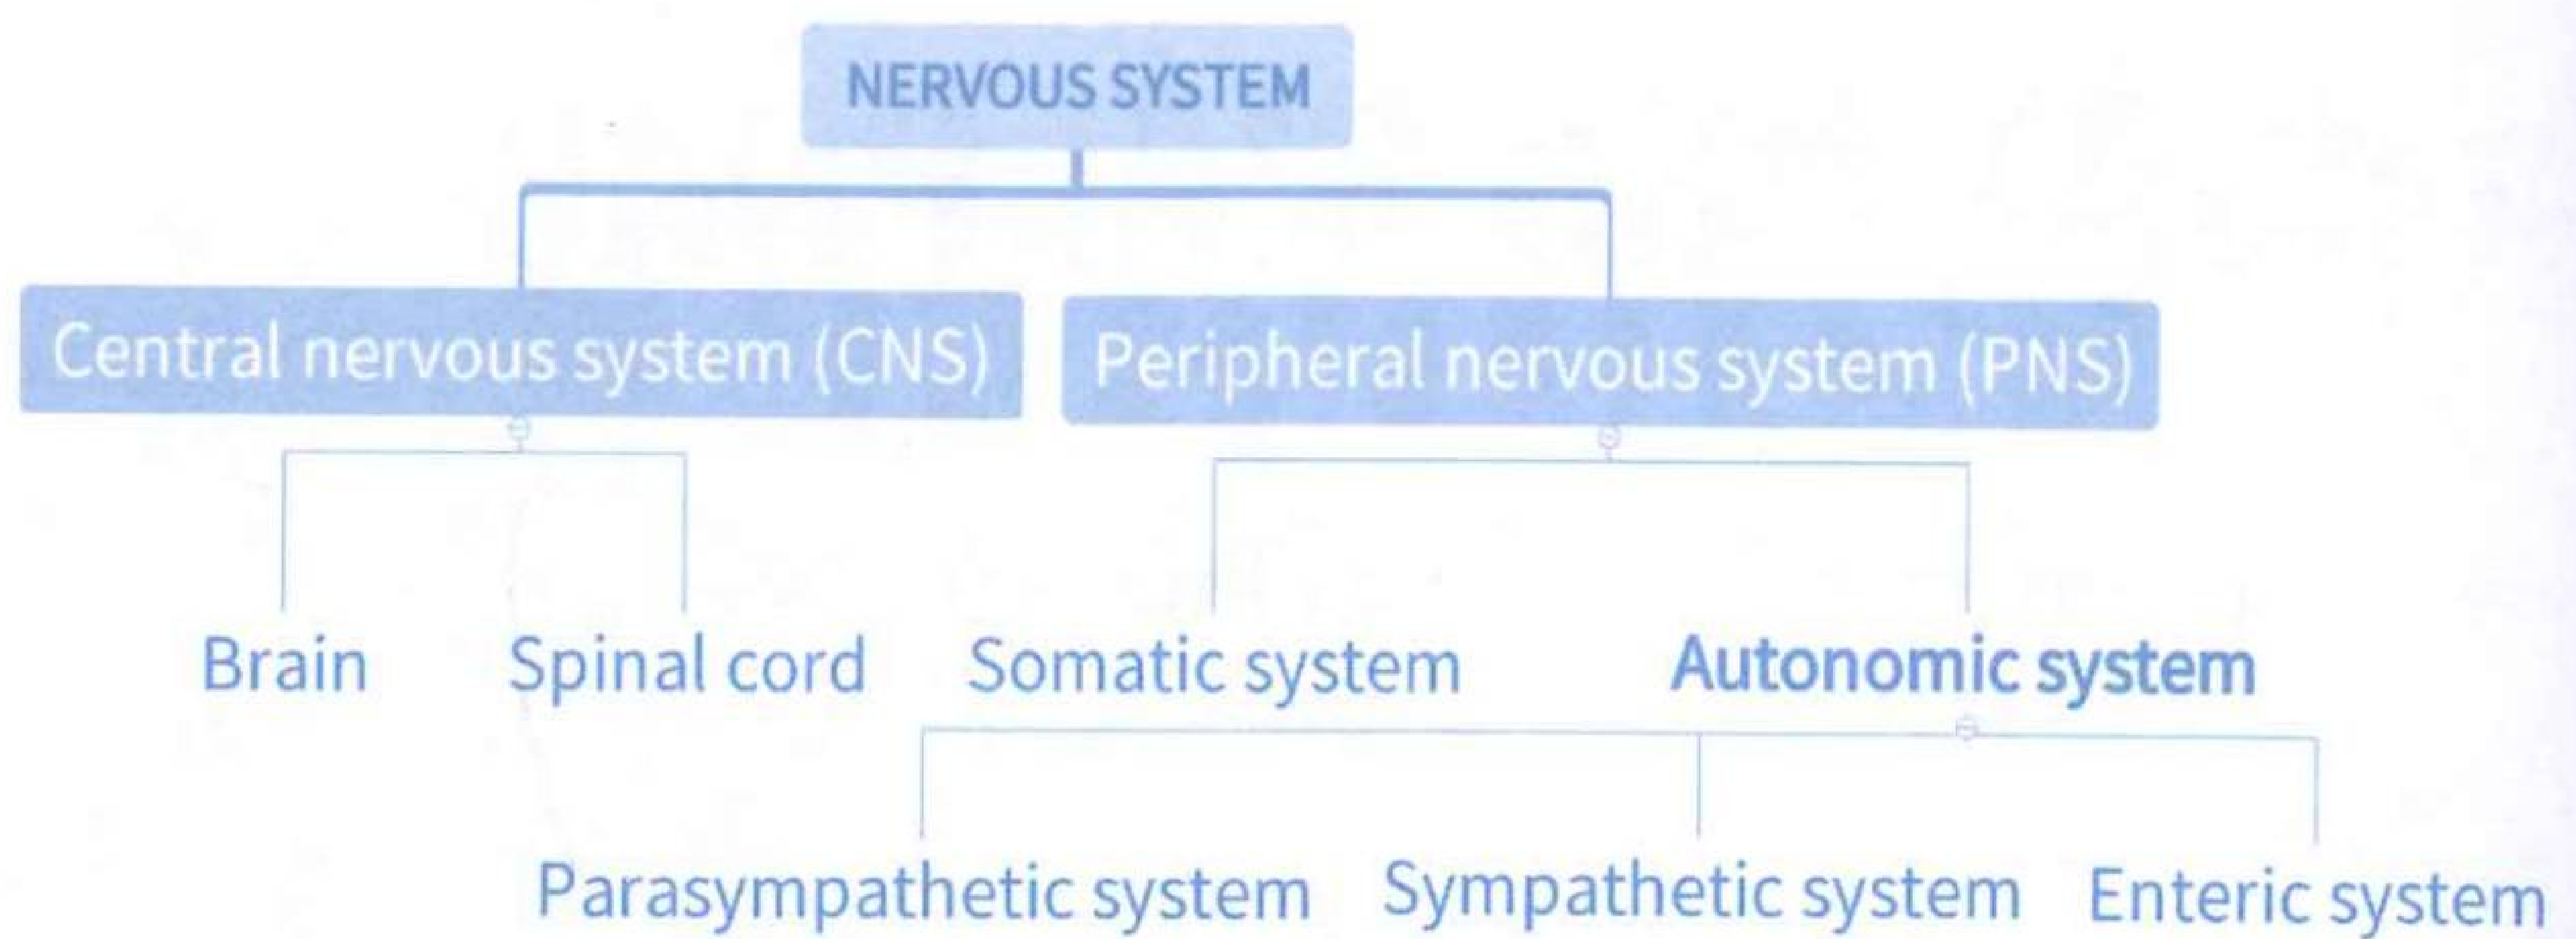 NERVOUS SYSTEM
Central nervous system (CNS)
Peripheral nervous system (PNS)
Brain
Spinal cord
Somatic system
Autonomic system
Parasympathetic system
Sympathetic system
Enteric system